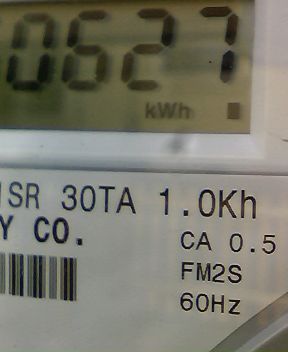 0627
kWh
SR 30TA 1.0Kh
Y CO.
CA 0.5
FM2S
60Hz